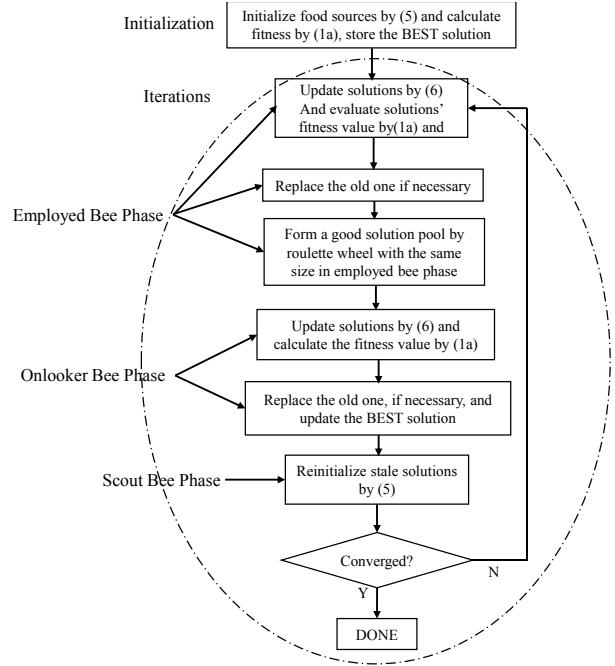 Initialization
Initialize food sources by (5) and calculate
fitness by (1a), store the BEST solution
Iterations
Update solutions by (6)
And evaluate solutions’
fitness value by(1a) and
Replace the old one if necessary
Employed Bee Phase
Form a good solution pool by
roulette wheel with the same
size in employed bee phase
Update solutions by (6) and
calculate the fitness value by (1a)
Onlooker Bee Phase
Replace the old one, if necessary, and
update the BEST solution
Scout Bee Phase
Reinitialize stale solutions
by (5)
Converged?
N
Y
DONE